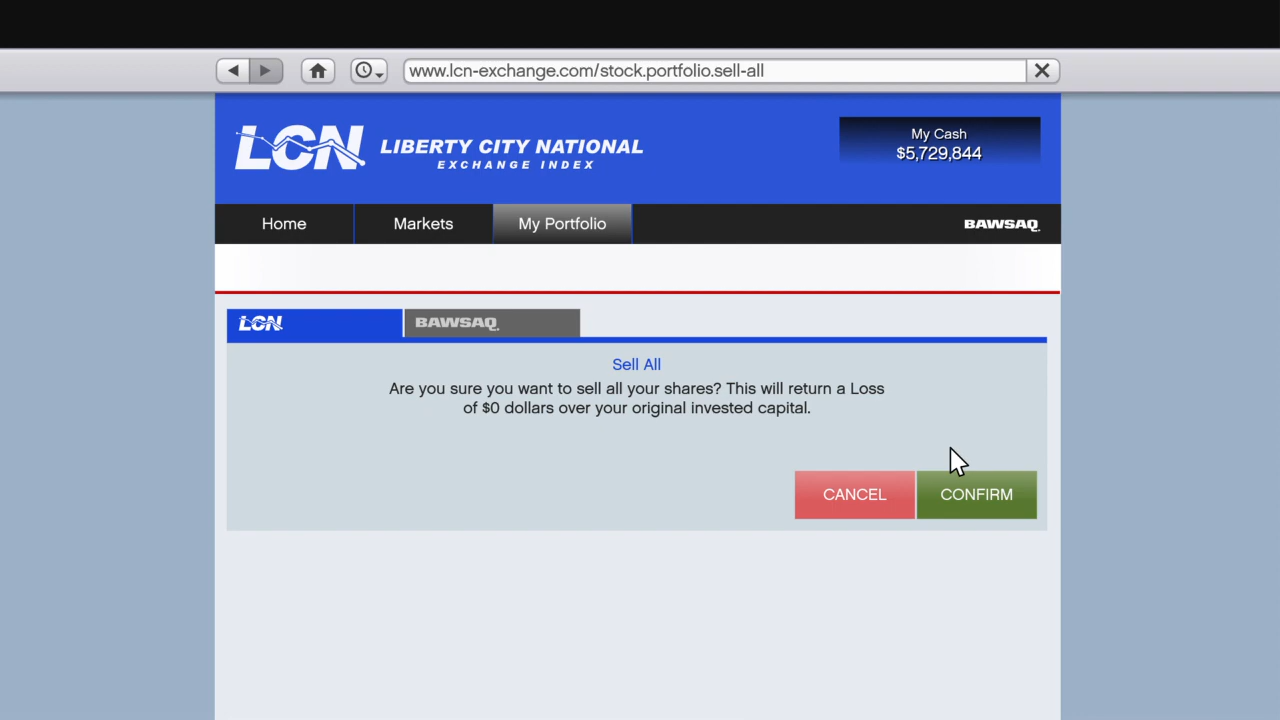 www.lcn-exchange.com/stock.portfolio.sell-all
LCN LIBERTY CITY NATIONAL
EXCHANGE INDEX
My Cash
$5,729,844
Home Markets My Portfolio BAWSAQ
LCN BAWSAQ
Sell All
Are you sure you want to sell all your shares? This will return a Loss
of $0 dollars over your original invested capital.
CANCEL CONFIRM